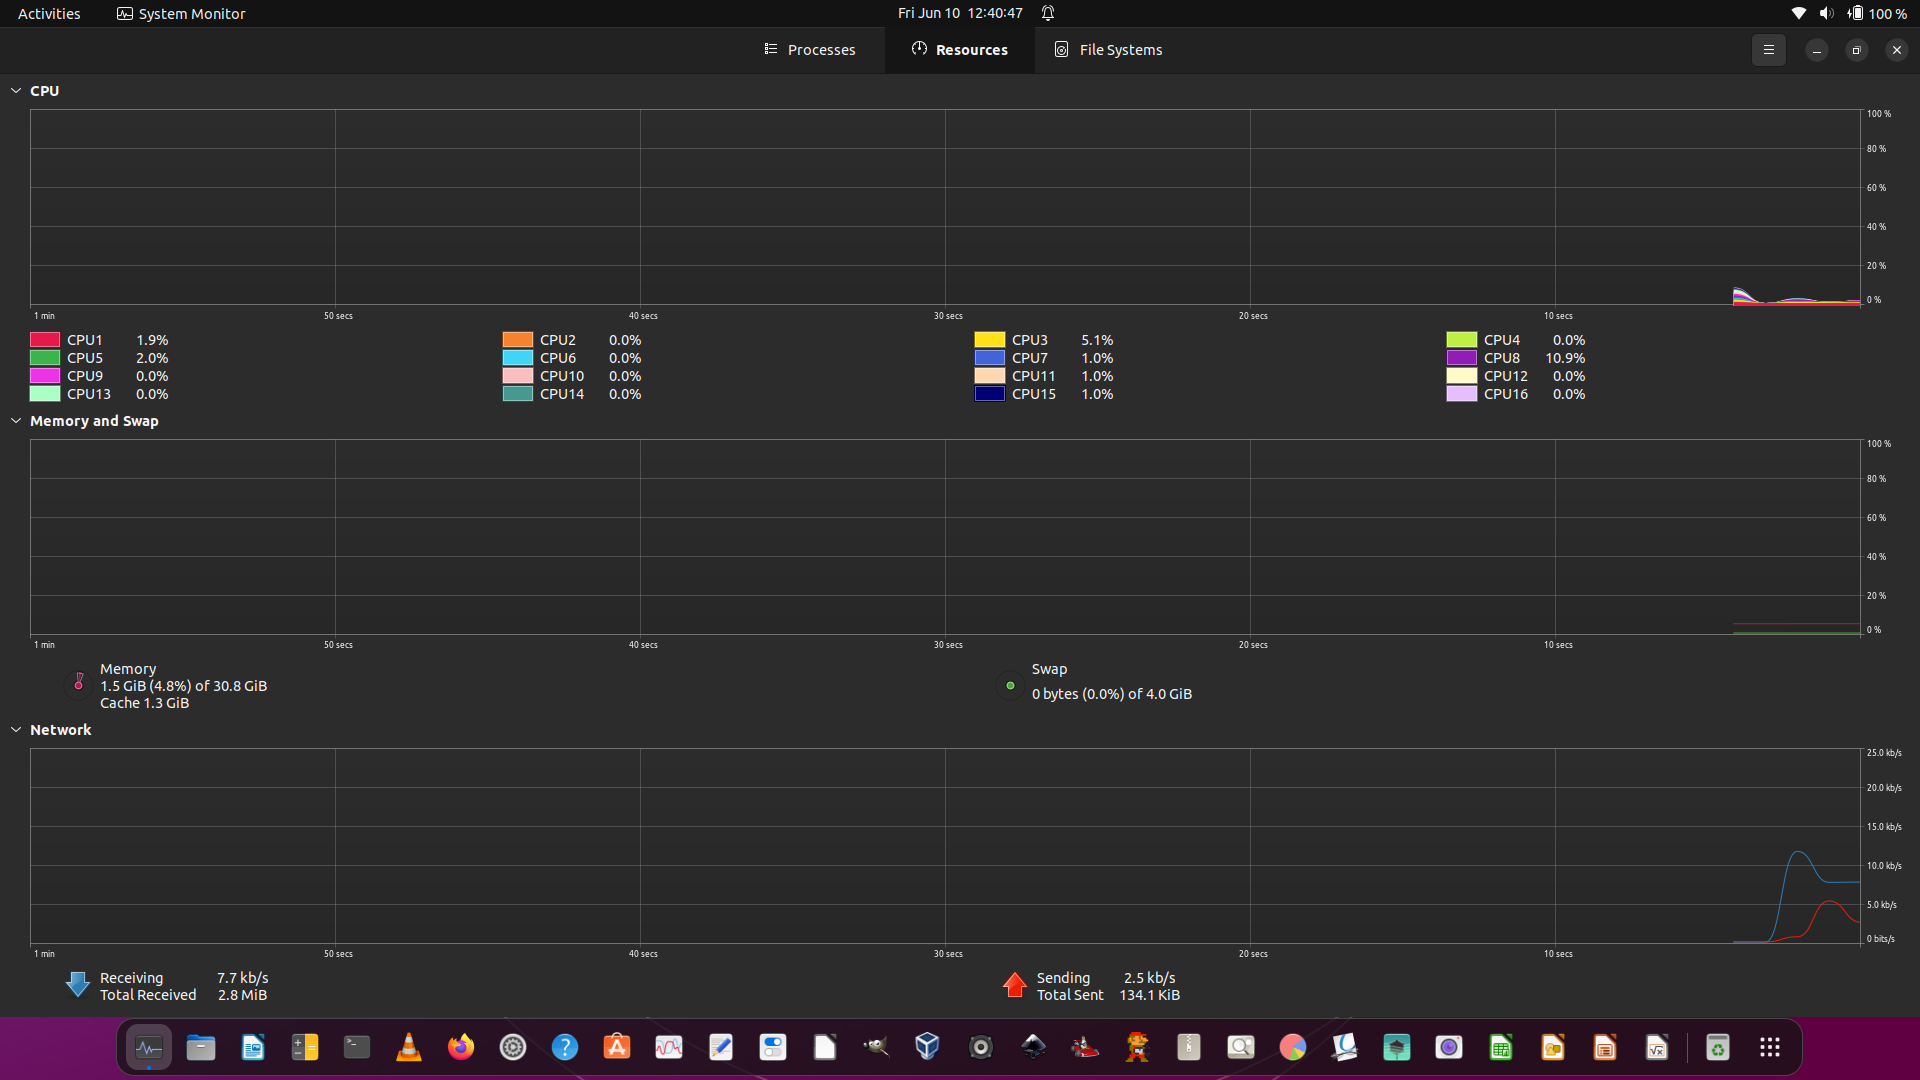 Activities System Monitor Fri Jun 10 12:40:47 100 %
Processes Resources File Systems
CPU
100 %
80 %
60 %
40 %
20 %
0 %
1 min 50 secs 40 secs 30 secs 20 secs 10 secs
CPU1 1.9% CPU2 0.0% CPU3 5.1% CPU4 0.0%
CPU5 2.0% CPU6 0.0% CPU7 1.0% CPU8 10.9%
CPU9 0.0% CPU10 0.0% CPU11 1.0% CPU12 0.0%
CPU13 0.0% CPU14 0.0% CPU15 1.0% CPU16 0.0%
Memory and Swap
100 %
80 %
60 %
40 %
20 %
0 %
1 min 50 secs 40 secs 30 secs 20 secs 10 secs
Memory
1.5 GiB (4.8%) of 30.8 GiB
Cache 1.3 GiB
Swap
0 bytes (0.0%) of 4.0 GiB
Network
25.0 kb/s
20.0 kb/s
15.0 kb/s
10.0 kb/s
5.0 kb/s
0 bits/s
1 min 50 secs 40 secs 30 secs 20 secs 10 secs
Receiving 7.7 kb/s
Total Received 2.8 MiB
Sending 2.5 kb/s
Total Sent 134.1 KiB